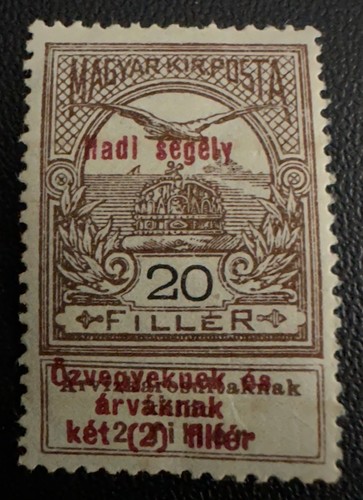 MAGYAR KIR. POSTA
Hadi segély
20
FILLÉR
Özvegyeknek és
árváknak
két (2) fillér